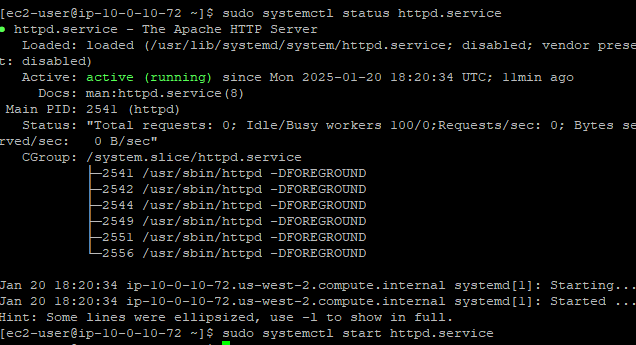 [ec2-user@ip-10-0-10-72 ~]$ sudo systemctl status httpd.service
● httpd.service - The Apache HTTP Server
   Loaded: loaded (/usr/lib/systemd/system/httpd.service; disabled; vendor prese
t: disabled)
   Active: active (running) since Mon 2025-01-20 18:20:34 UTC; 11min ago
     Docs: man:httpd.service(8)
 Main PID: 2541 (httpd)
   Status: "Total requests: 0; Idle/Busy workers 100/0;Requests/sec: 0; Bytes se
rved/sec:   0 B/sec"
   CGroup: /system.slice/httpd.service
           ├─2541 /usr/sbin/httpd -DFOREGROUND
           ├─2542 /usr/sbin/httpd -DFOREGROUND
           ├─2544 /usr/sbin/httpd -DFOREGROUND
           ├─2549 /usr/sbin/httpd -DFOREGROUND
           ├─2551 /usr/sbin/httpd -DFOREGROUND
           └─2556 /usr/sbin/httpd -DFOREGROUND

Jan 20 18:20:34 ip-10-0-10-72.us-west-2.compute.internal systemd[1]: Starting...
Jan 20 18:20:34 ip-10-0-10-72.us-west-2.compute.internal systemd[1]: Started ...
Hint: Some lines were ellipsized, use -l to show in full.
[ec2-user@ip-10-0-10-72 ~]$ sudo systemctl start httpd.service